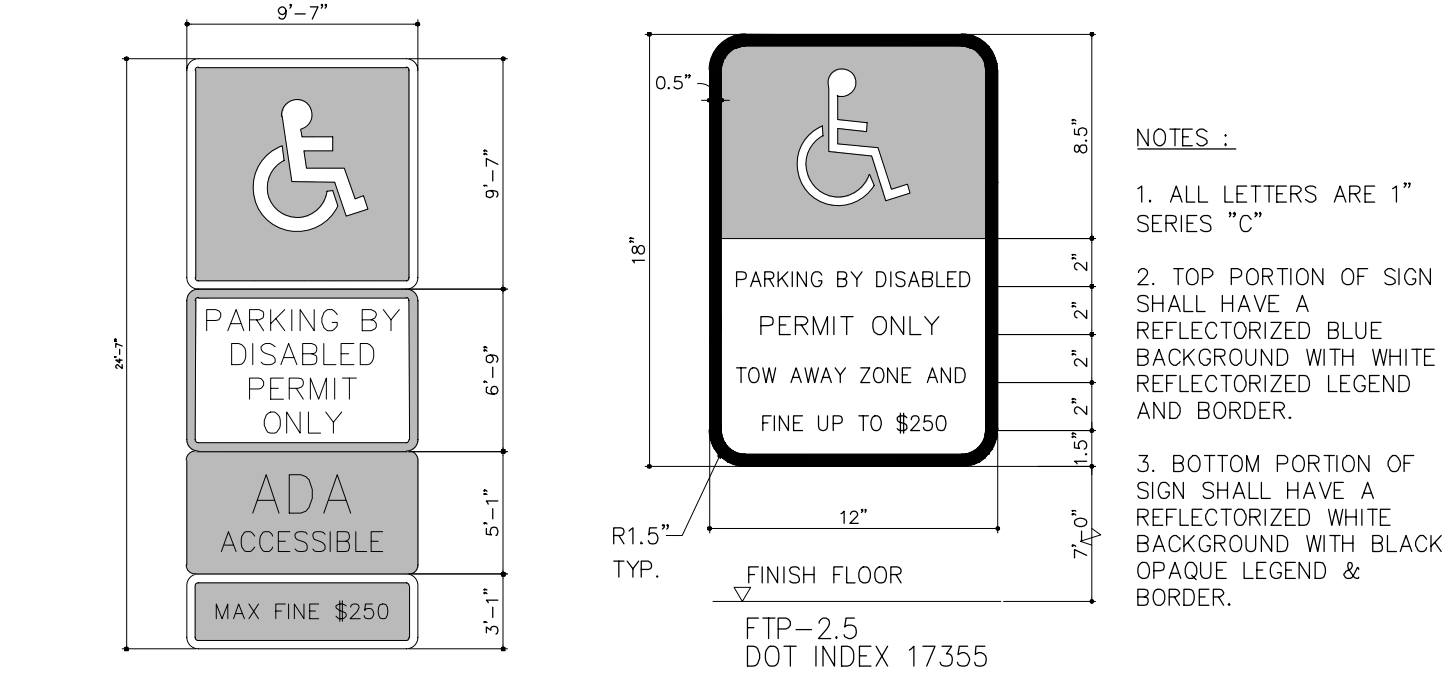 9'-7"
24'-7"
9'-7"
PARKING BY
DISABLED
PERMIT
ONLY
6'-9"
ADA
ACCESSIBLE
5'-1"
MAX FINE $250
3'-1"
0.5"
18"
8.5"
PARKING BY DISABLED
2"
PERMIT ONLY
2"
TOW AWAY ZONE AND
2"
FINE UP TO $250
2"
1.5"
12"
R1.5"
TYP.
7'-0"
FINISH FLOOR
FTP-2.5
DOT INDEX 17355
NOTES :
1. ALL LETTERS ARE 1"
SERIES "C"
2. TOP PORTION OF SIGN
SHALL HAVE A
REFLECTORIZED BLUE
BACKGROUND WITH WHITE
REFLECTORIZED LEGEND
AND BORDER.
3. BOTTOM PORTION OF
SIGN SHALL HAVE A
REFLECTORIZED WHITE
BACKGROUND WITH BLACK
OPAQUE LEGEND &
BORDER.